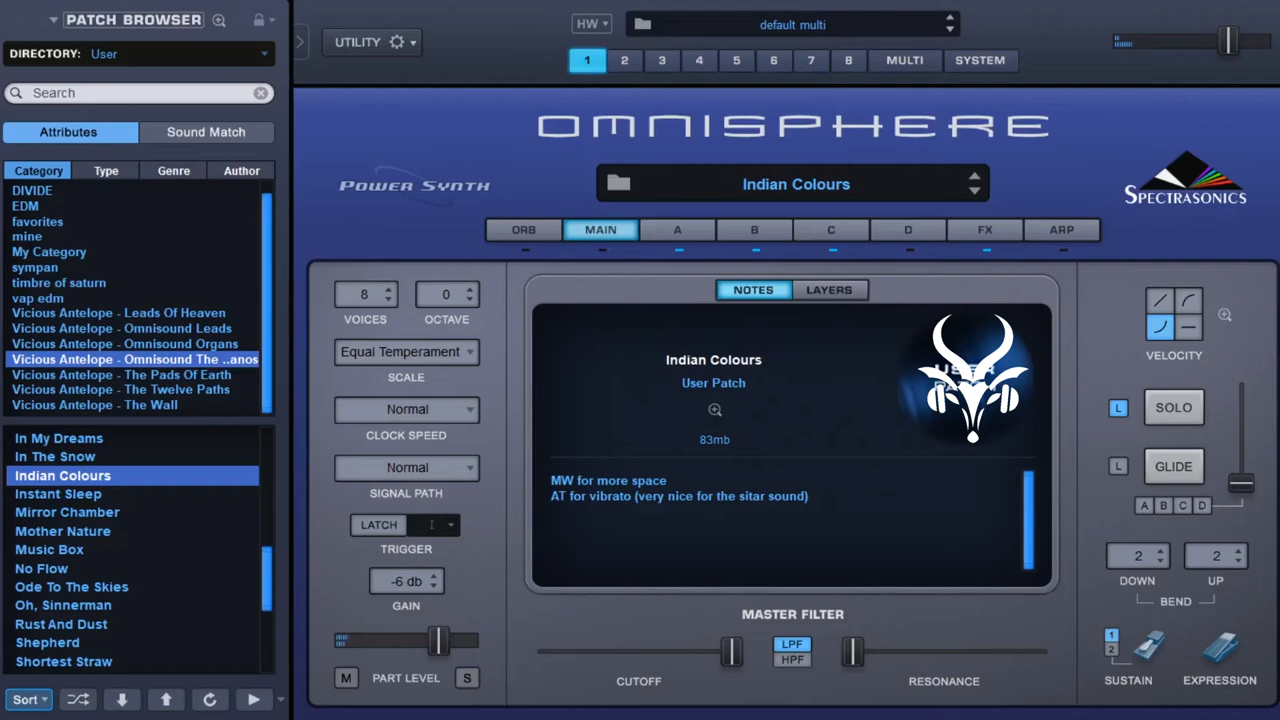 PATCH BROWSER
DIRECTORY: User
Search
Attributes
Sound Match
Category
Type
Genre
Author
DIVIDE
EDM
favorites
mine
My Category
sympan
timbre of saturn
vap edm
Vicious Antelope - Leads Of Heaven
Vicious Antelope - Omnisound Leads
Vicious Antelope - Omnisound Organs
Vicious Antelope - Omnisound The ..anos
Vicious Antelope - The Pads Of Earth
Vicious Antelope - The Twelve Paths
Vicious Antelope - The Wall
In My Dreams
In The Snow
Indian Colours
Instant Sleep
Mirror Chamber
Mother Nature
Music Box
No Flow
Ode To The Skies
Oh, Sinnerman
Rust And Dust
Shepherd
Shortest Straw
Sort
UTILITY
HW
default multi
1 2 3 4 5 6 7 8 MULTI SYSTEM
OMNISPHERE
POWER SYNTH
Indian Colours
SPECTRASONICS
ORB MAIN A B C D FX ARP
8
VOICES
0
OCTAVE
Equal Temperament
SCALE
Normal
CLOCK SPEED
Normal
SIGNAL PATH
LATCH
TRIGGER
-6 db
GAIN
M PART LEVEL S
NOTES LAYERS
Indian Colours
User Patch
83mb
USER
MW for more space
AT for vibrato (very nice for the sitar sound)
MASTER FILTER
LPF
HPF
CUTOFF
RESONANCE
VELOCITY
L SOLO
L GLIDE
A B C D
2
2
DOWN
UP
BEND
1
2
SUSTAIN
EXPRESSION